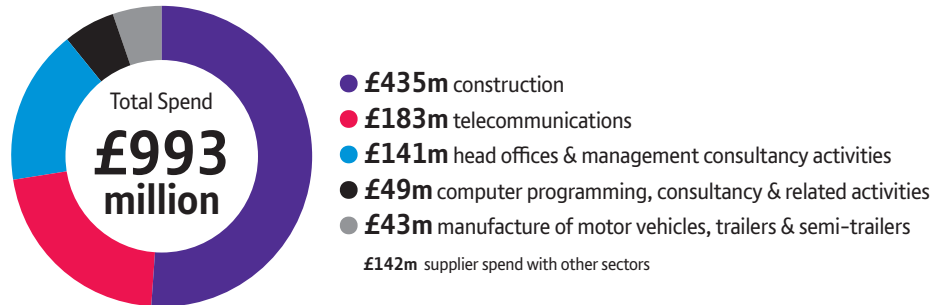 Total Spend
£993
million
£435m construction
£183m telecommunications
£141m head offices & management consultancy activities
£49m computer programming, consultancy & related activities
£43m manufacture of motor vehicles, trailers & semi-trailers
£142m supplier spend with other sectors